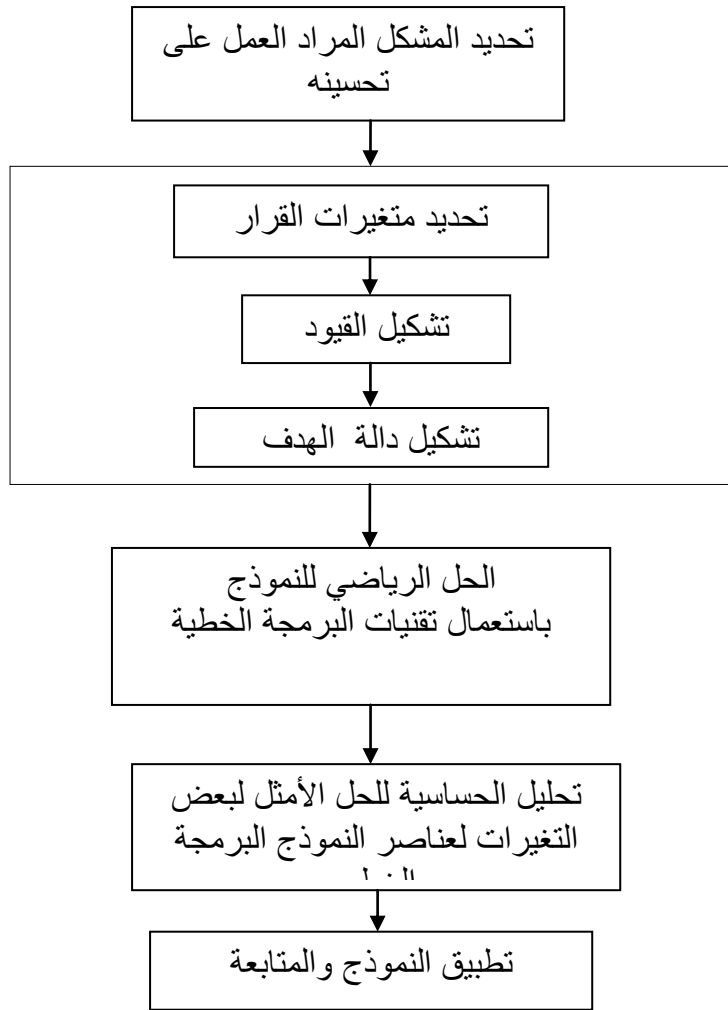 تحديد المشكل المراد العمل على
تحسينه
تحديد متغيرات القرار
تشكيل القيود
تشكيل دالة الهدف
الحل الرياضي للنموذج
باستعمال تقنيات البرمجة الخطية
تحليل الحساسية للحل الأمثل لبعض
التغيرات لعناصر النموذج البرمجة
تطبيق النموذج والمتابعة